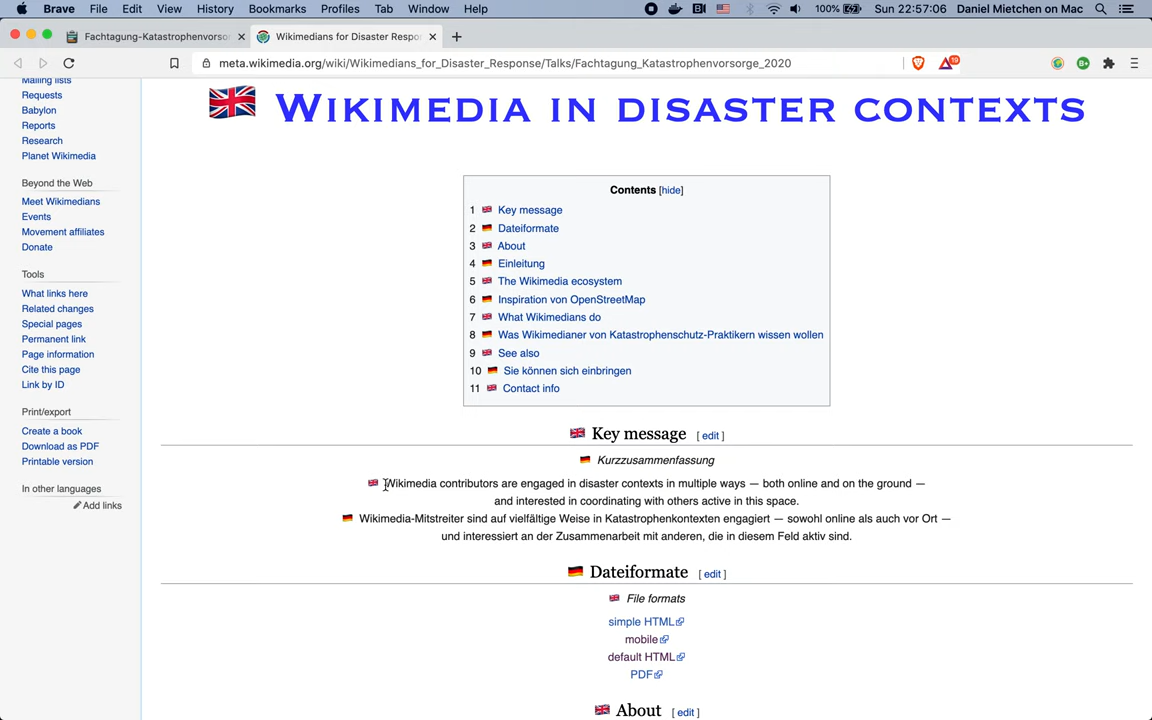 Brave File Edit View History Bookmarks Profiles Tab Window Help 100% Sun 22:57:06 Daniel Mietchen on Mac
Fachtagung-Katastrophenvorso
Wikimedians for Disaster Respo
meta.wikimedia.org/wiki/Wikimedians_for_Disaster_Response/Talks/Fachtagung_Katastrophenvorsorge_2020
19
Mailing lists
Requests
Babylon
Reports
Research
Planet Wikimedia
Beyond the Web
Meet Wikimedians
Events
Movement affiliates
Donate
Tools
What links here
Related changes
Special pages
Permanent link
Page information
Cite this page
Link by ID
Print/export
Create a book
Download as PDF
Printable version
In other languages
Add links
Wikimedia in disaster contexts
Contents [hide]
1 Key message
2 Dateiformate
3 About
4 Einleitung
5 The Wikimedia ecosystem
6 Inspiration von OpenStreetMap
7 What Wikimedians do
8 Was Wikimedianer von Katastrophenschutz-Praktikern wissen wollen
9 See also
10 Sie können sich einbringen
11 Contact info
Key message [ edit ]
Kurzzusammenfassung
Wikimedia contributors are engaged in disaster contexts in multiple ways — both online and on the ground —
and interested in coordinating with others active in this space.
Wikimedia-Mitstreiter sind auf vielfältige Weise in Katastrophenkontexten engagiert — sowohl online als auch vor Ort —
und interessiert an der Zusammenarbeit mit anderen, die in diesem Feld aktiv sind.
Dateiformate [ edit ]
File formats
simple HTML
mobile
default HTML
PDF
About [ edit ]